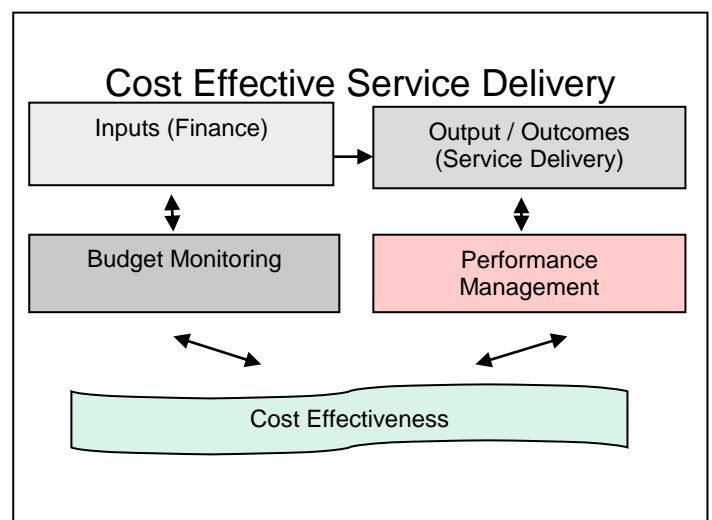 Cost Effective Service Delivery
Inputs (Finance)
Output / Outcomes
(Service Delivery)
Budget Monitoring
Performance
Management
Cost Effectiveness